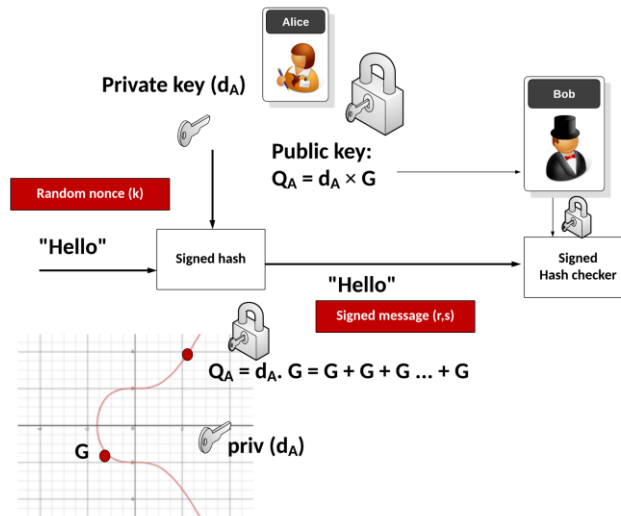 Alice
Private key (dA)
Bob
Public key:
QA = dA × G
Random nonce (k)
"Hello"
Signed hash
"Hello"
Signed
Hash checker
Signed message (r,s)
QA = dA. G = G + G + G ... + G
G
priv (dA)